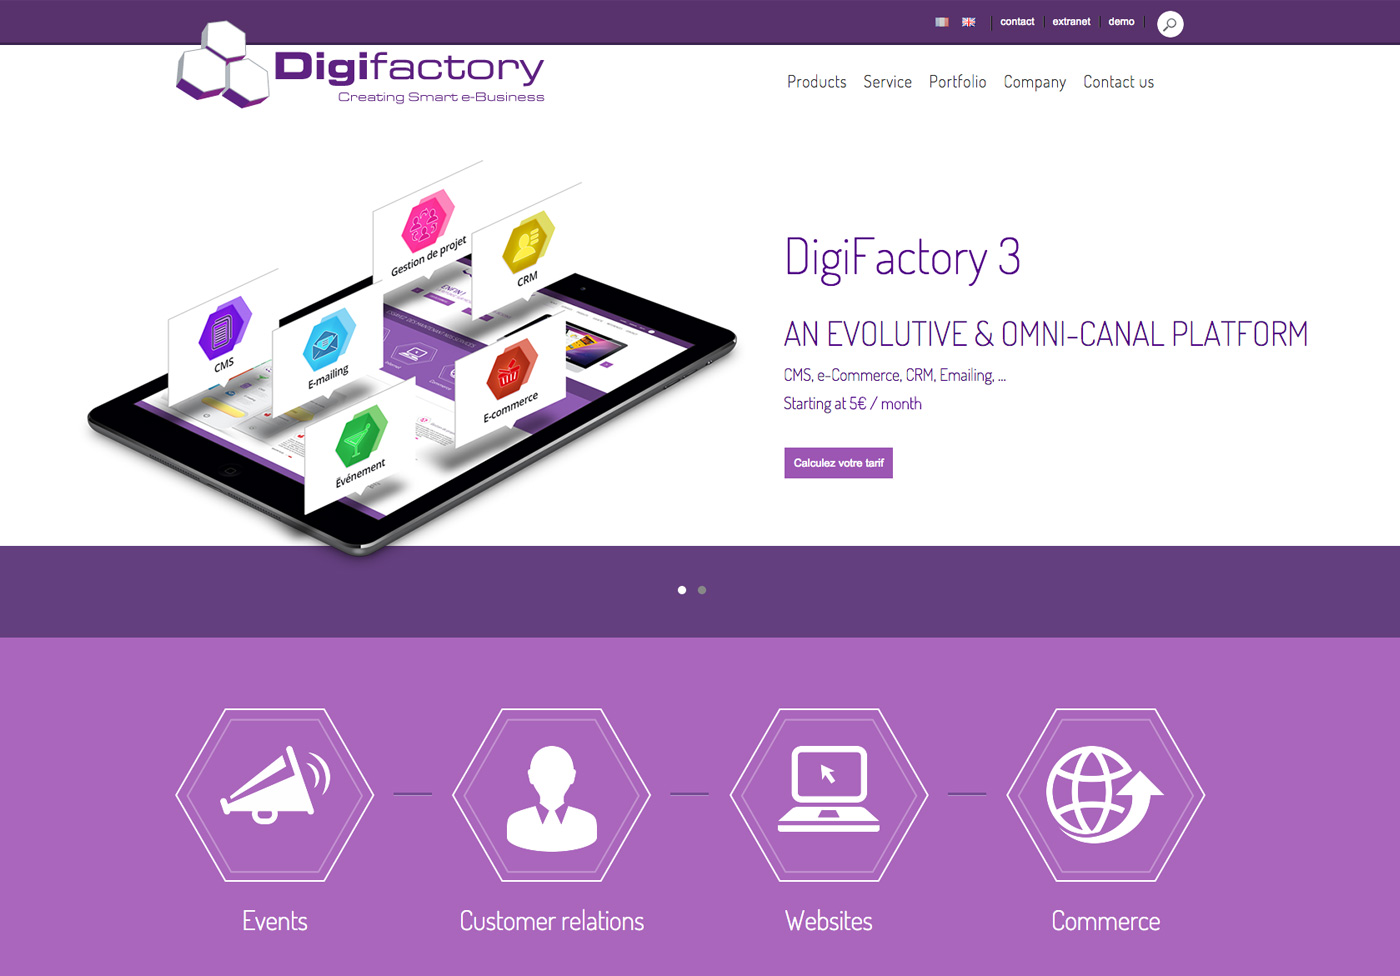 contact
extranet
demo
Digifactory
Creating Smart e-Business
Products
Service
Portfolio
Company
Contact us
Gestion de projet
CRM
CMS
E-mailing
E-commerce
Événement
DigiFactory 3
AN EVOLUTIVE & OMNI-CANAL PLATFORM
CMS, e-Commerce, CRM, Emailing, ...
Starting at 5€ / month
Calculez votre tarif
Events
Customer relations
Websites
Commerce